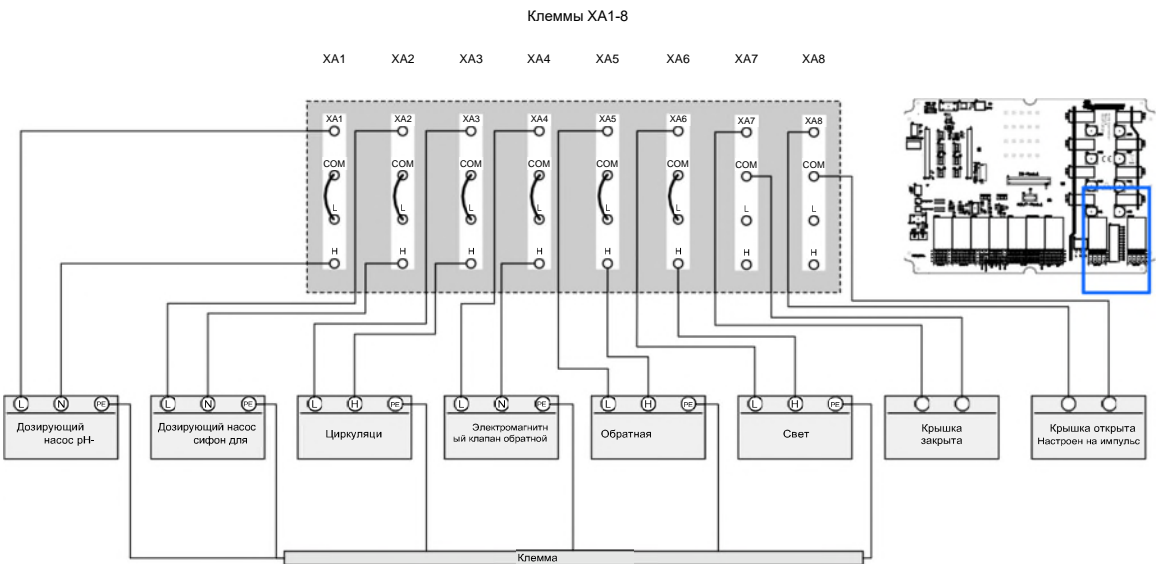 Клеммы XA1-8
XA1 XA2 XA3 XA4 XA5 XA6 XA7 XA8
XA1 XA2 XA3 XA4 XA5 XA6 XA7 XA8
COM COM COM COM COM COM COM COM
L L L L L L L L
H H H H H H H H
L N PE L N PE L H PE L N PE L H PE L H PE
Дозирующий
насос pH-
Дозирующий насос
сифон для
Циркуляци
Электромагнитн
ый клапан обратной
Обратная
Свет
Крышка
закрыта
Крышка открыта
Настроен на импульс
Клемма